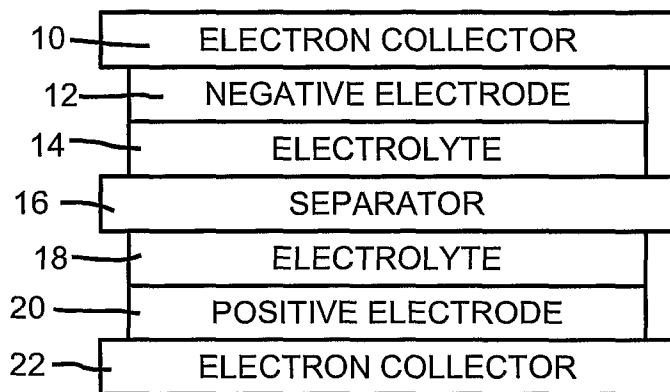 10 ELECTRON COLLECTOR
12 NEGATIVE ELECTRODE
14 ELECTROLYTE
16 SEPARATOR
18 ELECTROLYTE
20 POSITIVE ELECTRODE
22 ELECTRON COLLECTOR